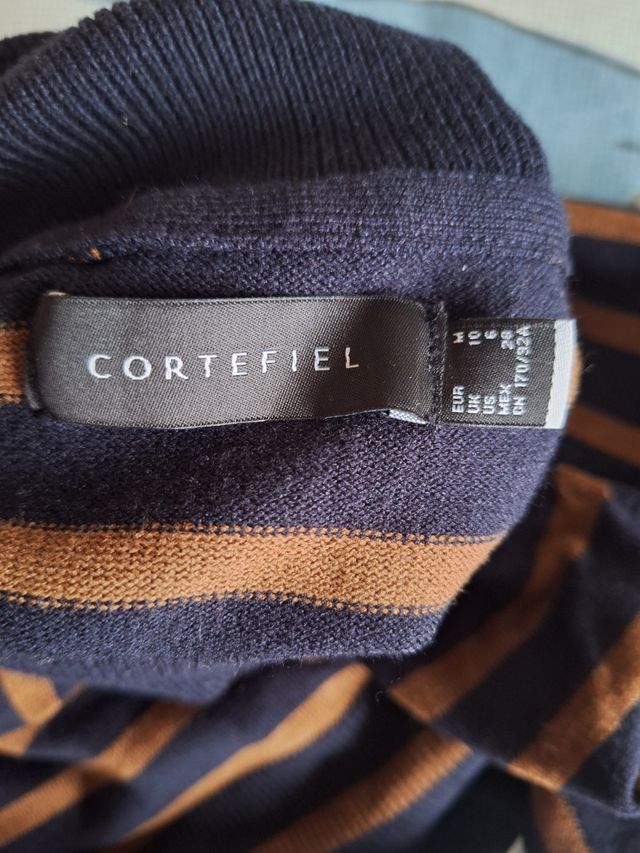 CORTEFIEL
EUR M
UK 10
US 6
MEX 28
CN 170/92A